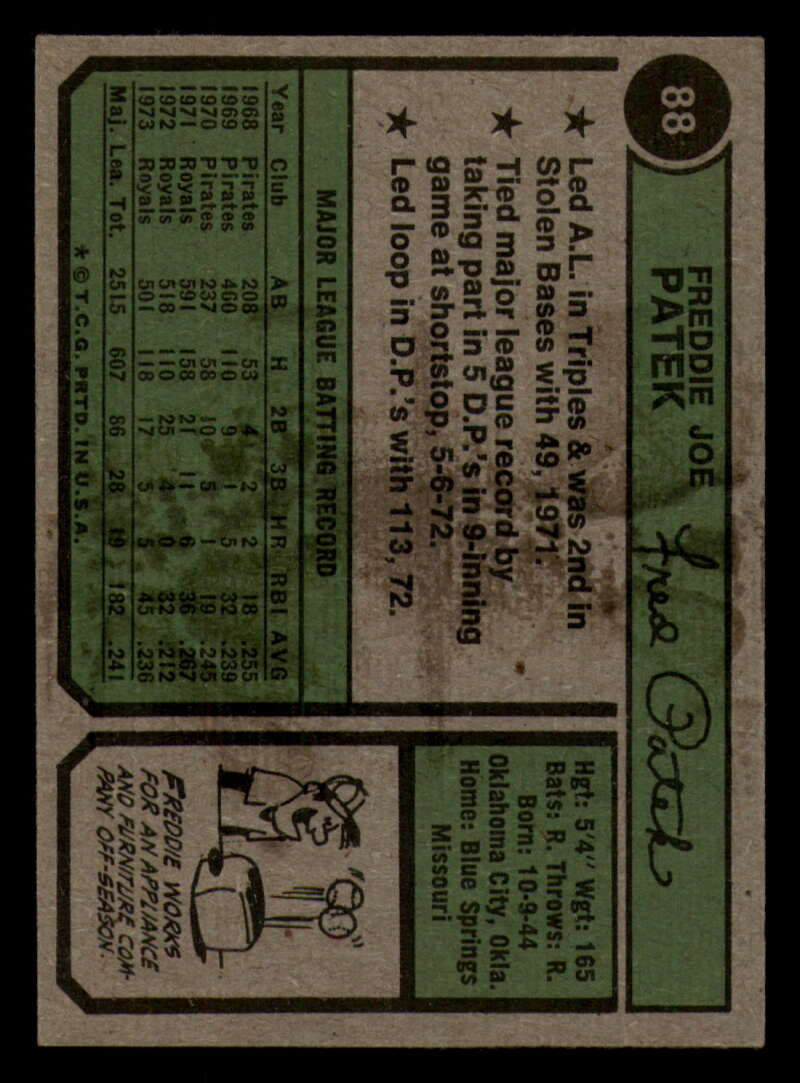 88
FREDDIE JOE
PATEK
Fred Patek
★ Led A.L. in Triples & was 2nd in
Stolen Bases with 49, 1971.
★ Tied major league record by
taking part in 5 D.P.'s in 9-inning
game at shortstop, 5-6-72.
★ Led loop in D.P.'s with 113, 72.
Hgt: 5'4" Wgt: 165
Bats: R. Throws: R.
Born: 10-9-44
Oklahoma City, Okla.
Home: Blue Springs
Missouri
MAJOR LEAGUE BATTING RECORD
Year Club AB H 2B 3B HR RBI AVG
1968 Pirates 208 53 4 2 2 18 .255
1969 Pirates 460 110 9 1 5 32 .239
1970 Pirates 237 58 10 5 1 19 .245
1971 Royals 591 158 21 11 6 36 .267
1972 Royals 518 110 25 4 0 32 .212
1973 Royals 501 118 17 5 5 45 .236
Maj. Lea. Tot. 2515 607 86 28 19 182 .241
* © T.C.G. PRTD. IN U.S.A.
FREDDIE WORKS
FOR AN APPLIANCE
AND FURNITURE COM-
PANY OFF-SEASON.